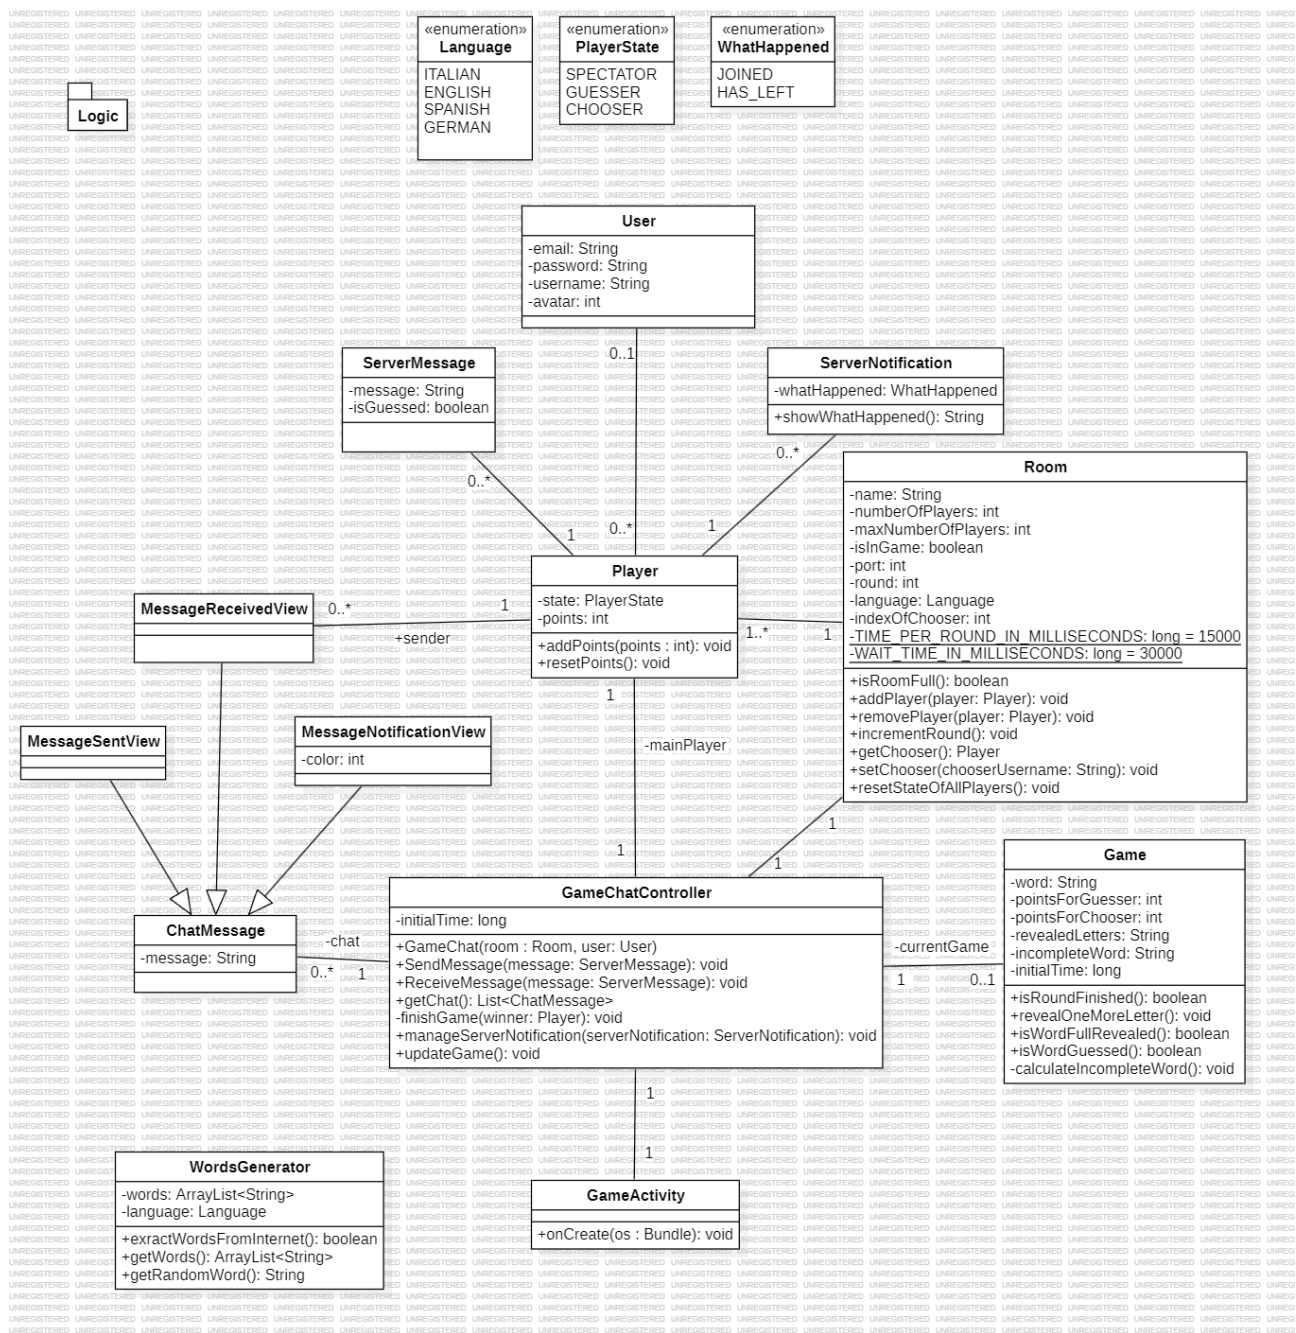 «enumeration»
Language
ITALIAN
ENGLISH
SPANISH
GERMAN
«enumeration»
PlayerState
SPECTATOR
GUESSER
CHOOSER
«enumeration»
WhatHappened
JOINED
HAS_LEFT
Logic
User
-email: String
-password: String
-username: String
-avatar: int
0..1
0..*
ServerMessage
-message: String
-isGuessed: boolean
0..*
1
ServerNotification
-whatHappened: WhatHappened
+showWhatHappened(): String
0..*
1
Room
-name: String
-numberOfPlayers: int
-maxNumberOfPlayers: int
-isInGame: boolean
-port: int
-round: int
-language: Language
-indexOfChooser: int
-TIME_PER_ROUND_IN_MILLISECONDS: long = 15000
-WAIT_TIME_IN_MILLISECONDS: long = 30000
+isRoomFull(): boolean
+addPlayer(player: Player): void
+removePlayer(player: Player): void
+incrementRound(): void
+getChooser(): Player
+setChooser(chooserUsername: String): void
+resetStateOfAllPlayers(): void
Player
-state: PlayerState
-points: int
+addPoints(points : int): void
+resetPoints(): void
1..*
1
MessageReceivedView
0..*
1
+sender
MessageSentView
MessageNotificationView
-color: int
1
-mainPlayer
1
1
1
ChatMessage
-message: String
-chat
0..*
1
GameChatController
-initialTime: long
+GameChat(room : Room, user: User)
+SendMessage(message: ServerMessage): void
+ReceiveMessage(message: ServerMessage): void
+getChat(): List<ChatMessage>
-finishGame(winner: Player): void
+manageServerNotification(serverNotification: ServerNotification): void
+updateGame(): void
-currentGame
1
0..1
Game
-word: String
-pointsForGuesser: int
-pointsForChooser: int
-revealedLetters: String
-incompleteWord: String
-initialTime: long
+isRoundFinished(): boolean
+revealOneMoreLetter(): void
+isWordFullRevealed(): boolean
+isWordGuessed(): boolean
-calculateIncompleteWord(): void
1
1
WordsGenerator
-words: ArrayList<String>
-language: Language
+exractWordsFromInternet(): boolean
+getWords(): ArrayList<String>
+getRandomWord(): String
GameActivity
+onCreate(os : Bundle): void
UNREGISTERED